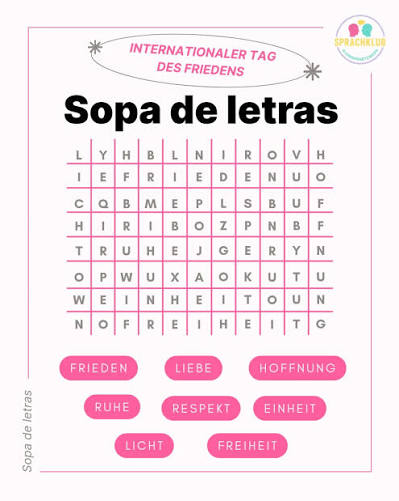 SPRACHKLUB
INTERNATIONALER TAG
DES FRIEDENS
Sopa de letras
L Y H B L N I R O V H
I E F R I E D E N U O
C Q B M E P L S B U F
H I R I B O Z P N B F
T R U H E J G E R Y N
O P W U X A O K U T U
W E I N H E I T O U N
N O F R E I H E I T G
FRIEDEN LIEBE HOFFNUNG
RUHE RESPEKT EINHEIT
LICHT FREIHEIT
Sopa de letras